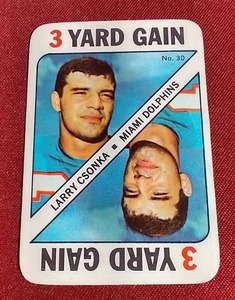 3 YARD GAIN
No. 30
LARRY CSONKA ■ MIAMI DOLPHINS
3 YARD GAIN